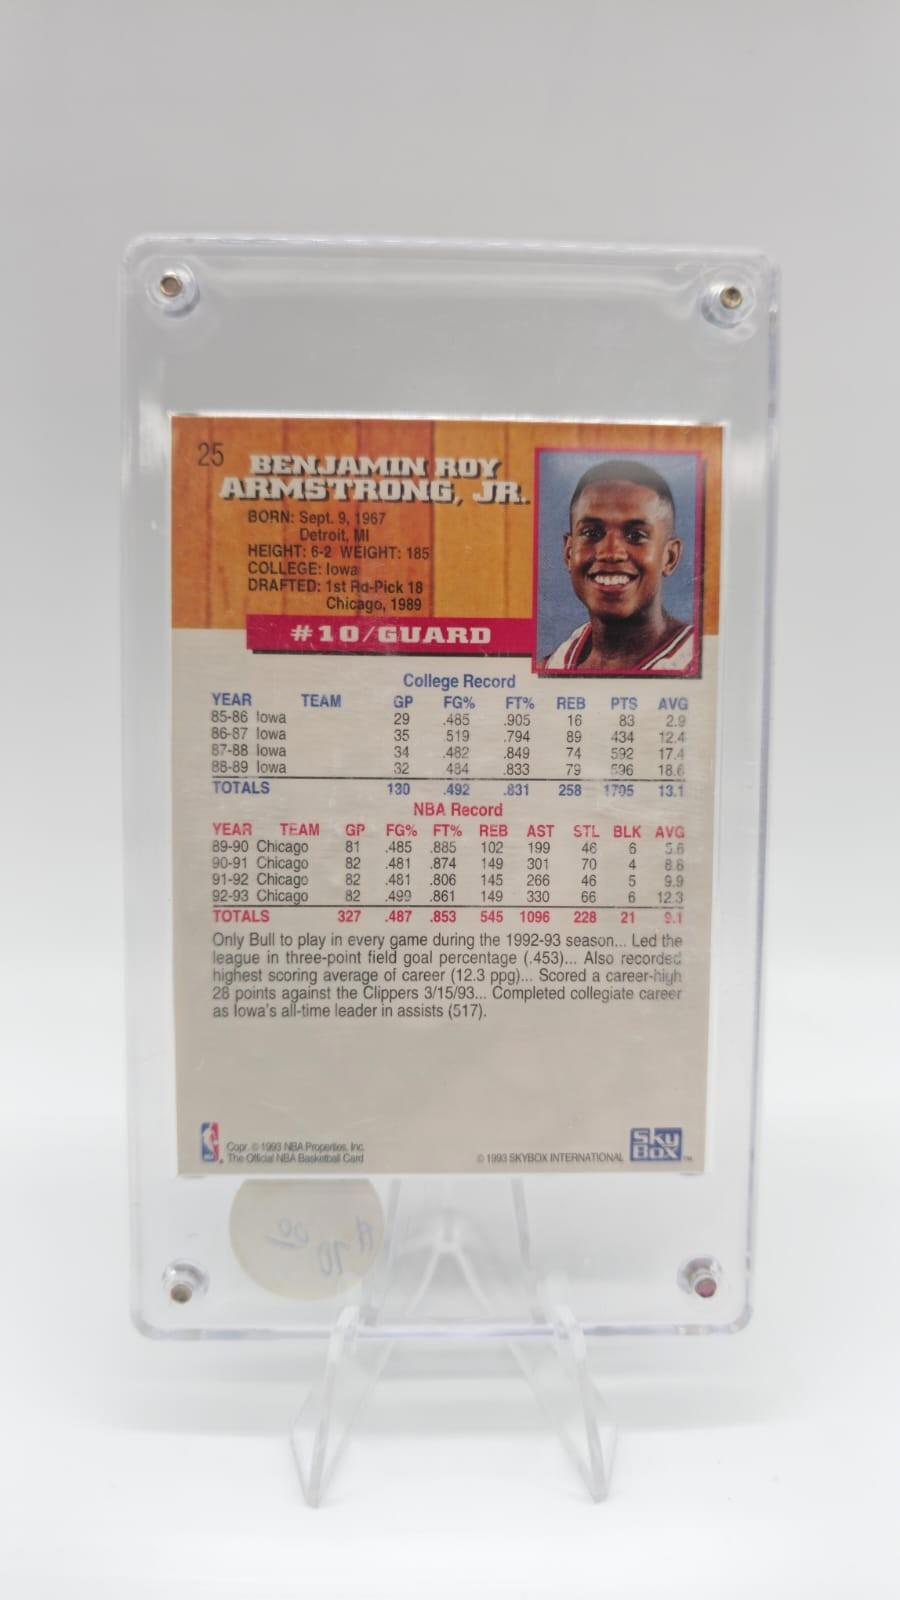 25
BENJAMIN ROY
ARMSTRONG, JR.
BORN: Sept. 9, 1967
Detroit, MI
HEIGHT: 6-2 WEIGHT: 185
COLLEGE: Iowa
DRAFTED: 1st Rd-Pick 18
Chicago, 1989
#10/GUARD
College Record
YEAR TEAM GP FG% FT% REB PTS AVG
85-86 Iowa 29 .485 .905 16 83 2.9
86-87 Iowa 35 .519 .794 89 434 12.4
87-88 Iowa 34 .482 .849 74 592 17.4
88-89 Iowa 32 .484 .833 79 596 18.6
TOTALS 130 .492 .831 258 1705 13.1
NBA Record
YEAR TEAM GP FG% FT% REB AST STL BLK AVG
89-90 Chicago 81 .485 .885 102 199 46 6 5.6
90-91 Chicago 82 .481 .874 149 301 70 4 8.8
91-92 Chicago 82 .481 .806 145 266 46 5 9.9
92-93 Chicago 82 .499 .861 149 330 66 6 12.3
TOTALS 327 .487 .853 545 1096 228 21 9.1
Only Bull to play in every game during the 1992-93 season... Led the
league in three-point field goal percentage (.453)... Also recorded
highest scoring average of career (12.3 ppg)... Scored a career-high
28 points against the Clippers 3/15/93... Completed collegiate career
as Iowa's all-time leader in assists (517).
Copr. © 1993 NBA Properties, Inc.
The Official NBA Basketball Card
© 1993 SKYBOX INTERNATIONAL
SKY
BOX
TM